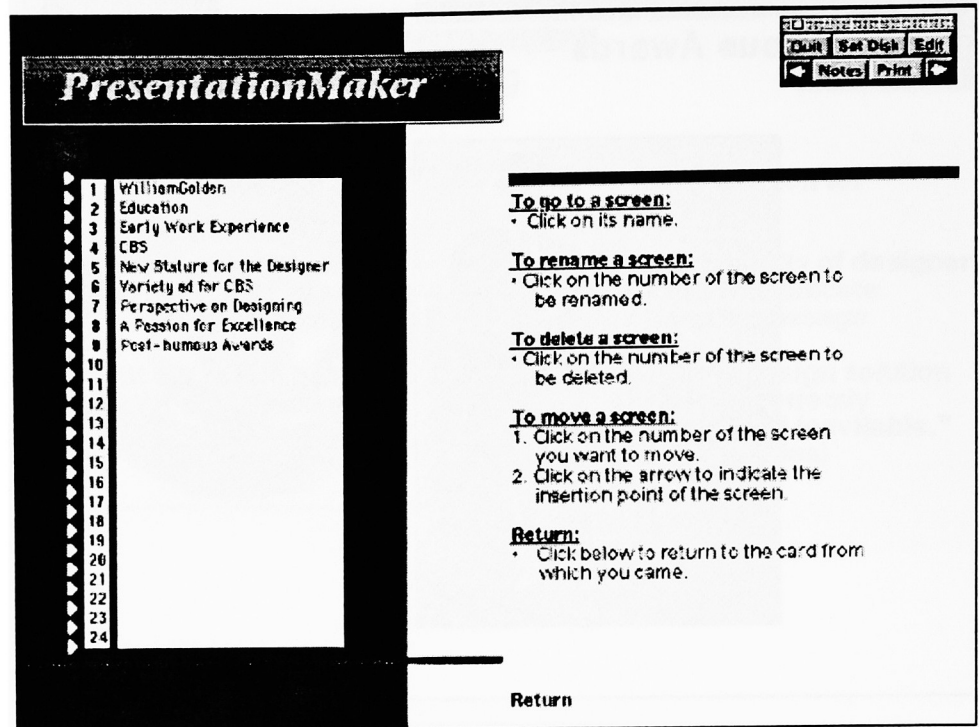 PresentationMaker
Quit Set Disk Edit
Notes Print
1 WilliamGolden
2 Education
3 Early Work Experience
4 CBS
5 New Stature for the Designer
6 Variety ad for CBS
7 Perspective on Designing
8 A Passion for Excellence
9 Post-humous Awards
10
11
12
13
14
15
16
17
18
19
20
21
22
23
24
To go to a screen:
• Click on its name.
To rename a screen:
• Click on the number of the screen to
be renamed.
To delete a screen:
• Click on the number of the screen to
be deleted.
To move a screen:
1. Click on the number of the screen
you want to move.
2. Click on the arrow to indicate the
insertion point of the screen.
Return:
• Click below to return to the card from
which you came.
Return